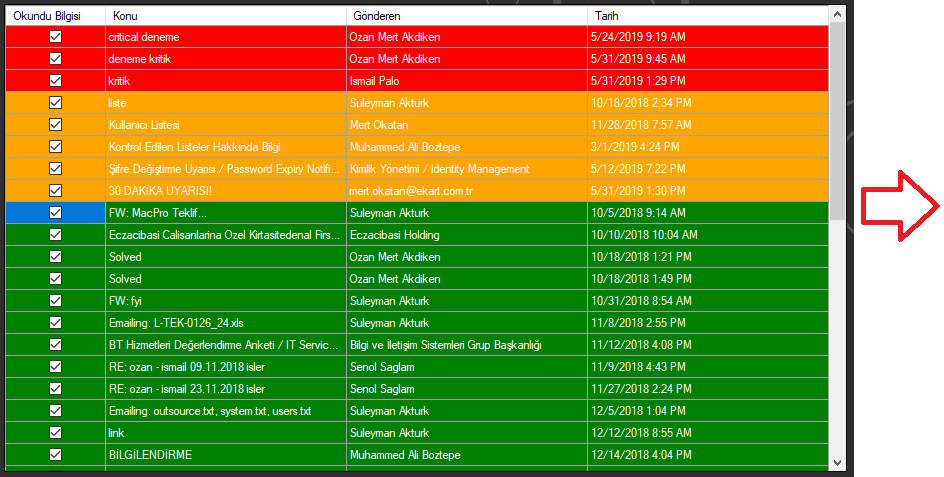 Okundu Bilgisi Konu Gönderen Tarih
critical deneme Ozan Mert Akdiken 5/24/2019 9:19 AM
deneme kritik Ozan Mert Akdiken 5/31/2019 9:45 AM
kritik Ismail Palo 5/31/2019 1:29 PM
liste Suleyman Akturk 10/18/2018 2:34 PM
Kullanıcı Listesi Mert Okatan 11/28/2018 7:57 AM
Kontrol Edilen Listeler Hakkında Bilgi Muhammed Ali Boztepe 3/1/2019 4:24 PM
Şifre Değiştirme Uyarısı / Password Expiry Notifi... Kimlik Yönetimi / Identity Management 5/12/2019 7:22 PM
30 DAKİKA UYARISI! mert.okatan@ekart.com.tr 5/31/2019 1:30 PM
FW: MacPro Teklif... Suleyman Akturk 10/5/2018 9:14 AM
Eczacibasi Calisanlarina Ozel Kirtasitedenal Firs... Eczacibasi Holding 10/10/2018 10:04 AM
Solved Ozan Mert Akdiken 10/18/2018 1:21 PM
Solved Ozan Mert Akdiken 10/18/2018 1:49 PM
FW: fyi Suleyman Akturk 10/31/2018 8:54 AM
Emailing: L-TEK-0126_24.xls Suleyman Akturk 11/8/2018 2:55 PM
BT Hizmetleri Değerlendirme Anketi / IT Servic... Bilgi ve İletişim Sistemleri Grup Başkanlığı 11/12/2018 4:08 PM
RE: ozan - ismail 09.11.2018 isler Senol Saglam 11/9/2018 4:43 PM
RE: ozan - ismail 23.11.2018 isler Senol Saglam 11/27/2018 2:24 PM
Emailing: outsource.txt, system.txt, users.txt Suleyman Akturk 12/5/2018 1:04 PM
link Suleyman Akturk 12/12/2018 8:55 AM
BİLGİLENDİRME Muhammed Ali Boztepe 12/14/2018 4:04 PM